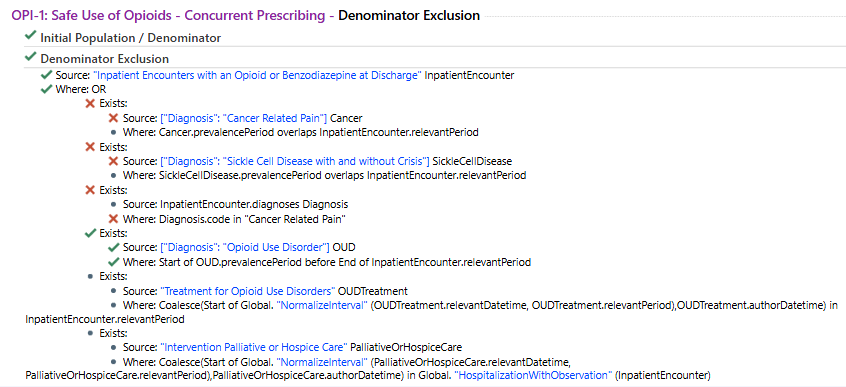 OPI-1: Safe Use of Opioids - Concurrent Prescribing - Denominator Exclusion
Initial Population / Denominator
Denominator Exclusion
Source: "Inpatient Encounters with an Opioid or Benzodiazepine at Discharge" InpatientEncounter
Where: OR
Exists:
Source: ["Diagnosis": "Cancer Related Pain"] Cancer
Where: Cancer.prevalencePeriod overlaps InpatientEncounter.relevantPeriod
Exists:
Source: ["Diagnosis": "Sickle Cell Disease with and without Crisis"] SickleCellDisease
Where: SickleCellDisease.prevalencePeriod overlaps InpatientEncounter.relevantPeriod
Exists:
Source: InpatientEncounter.diagnoses Diagnosis
Where: Diagnosis.code in "Cancer Related Pain"
Exists:
Source: ["Diagnosis": "Opioid Use Disorder"] OUD
Where: Start of OUD.prevalencePeriod before End of InpatientEncounter.relevantPeriod
Exists:
Source: "Treatment for Opioid Use Disorders" OUDTreatment
Where: Coalesce(Start of Global. "NormalizeInterval" (OUDTreatment.relevantDatetime, OUDTreatment.relevantPeriod),OUDTreatment.authorDatetime) in
InpatientEncounter.relevantPeriod
Exists:
Source: "Intervention Palliative or Hospice Care" PalliativeOrHospiceCare
Where: Coalesce(Start of Global. "NormalizeInterval" (PalliativeOrHospiceCare.relevantDatetime,
PalliativeOrHospiceCare.relevantPeriod),PalliativeOrHospiceCare.authorDatetime) in Global. "HospitalizationWithObservation" (InpatientEncounter)